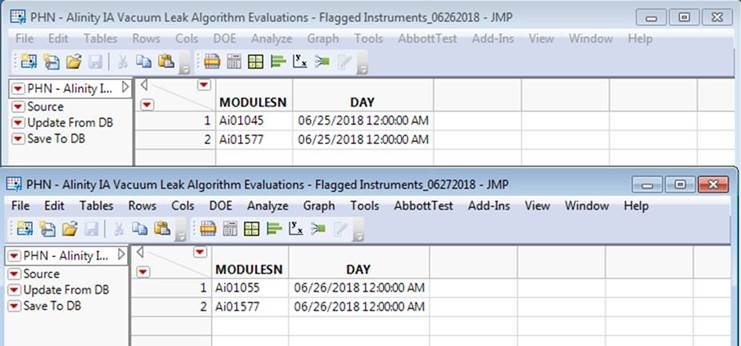 PHN - Alinity IA Vacuum Leak Algorithm Evaluations - Flagged Instruments_06262018 - JMP
File Edit Tables Rows Cols DOE Analyze Graph Tools AbbottTest Add-Ins View Window Help
PHN - Alinity I...
Source
Update From DB
Save To DB
MODULESN DAY
1 Ai01045 06/25/2018 12:00:00 AM
2 Ai01577 06/25/2018 12:00:00 AM
PHN - Alinity IA Vacuum Leak Algorithm Evaluations - Flagged Instruments_06272018 - JMP
File Edit Tables Rows Cols DOE Analyze Graph Tools AbbottTest Add-Ins View Window Help
PHN - Alinity I...
Source
Update From DB
Save To DB
MODULESN DAY
1 Ai01055 06/26/2018 12:00:00 AM
2 Ai01577 06/26/2018 12:00:00 AM